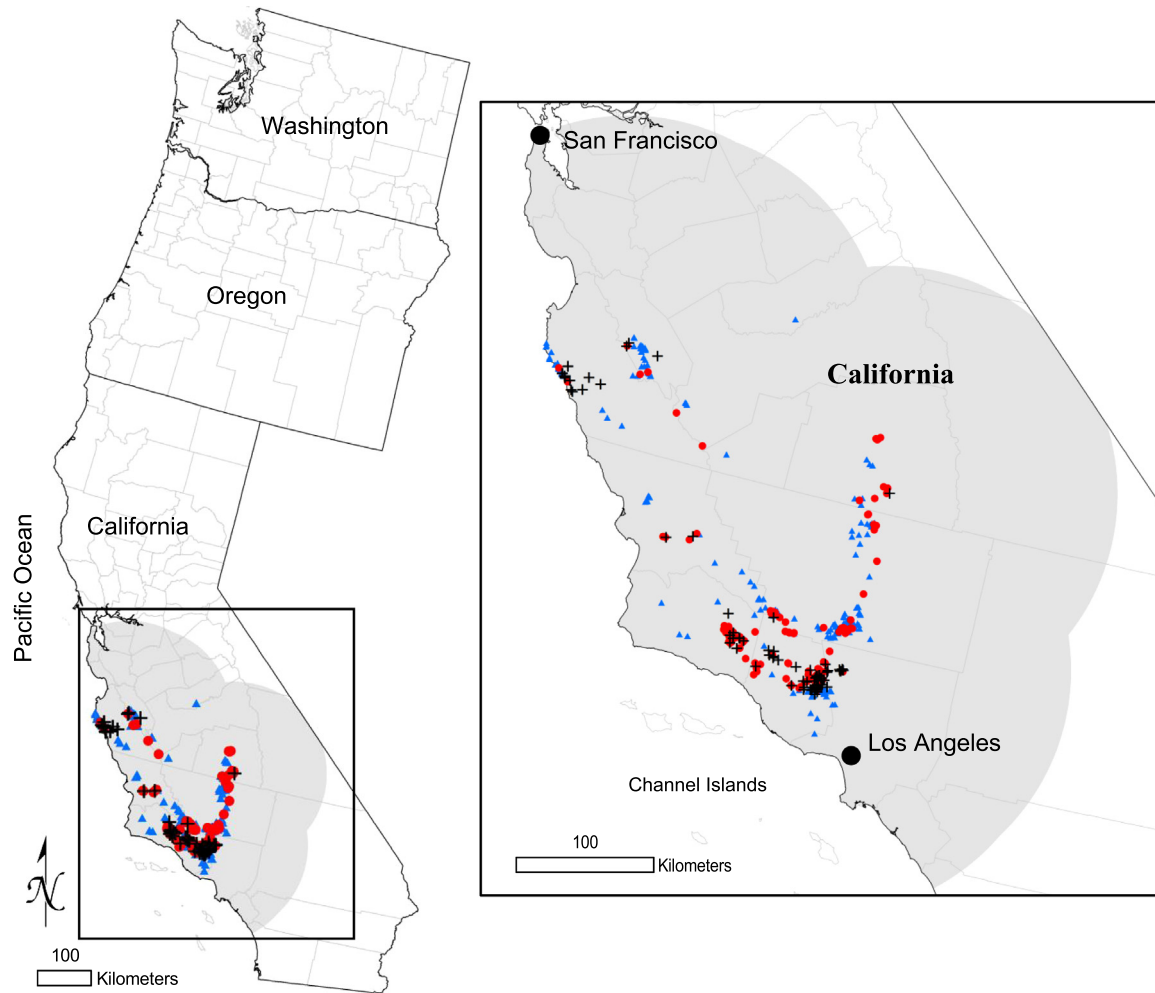 Washington
Oregon
California
Pacific Ocean
N
100
Kilometers
San Francisco
California
Los Angeles
Channel Islands
100
Kilometers